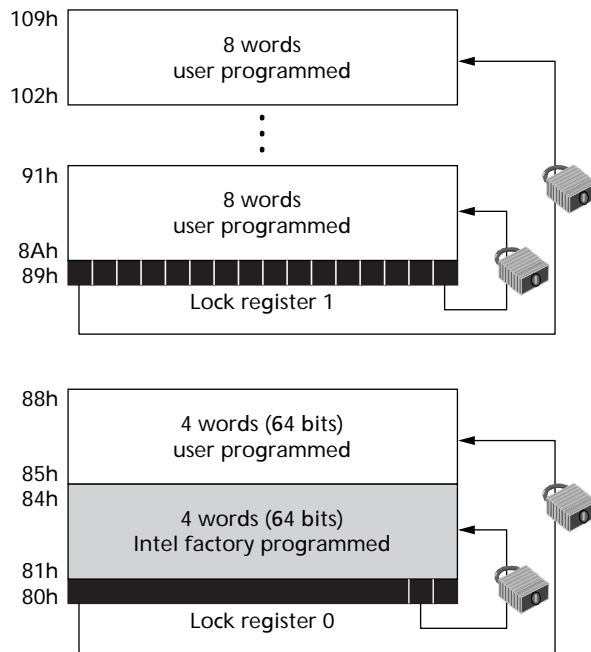 109h
8 words
user programmed
102h
91h
8 words
user programmed
8Ah
89h
Lock register 1
88h
4 words (64 bits)
user programmed
85h
84h
4 words (64 bits)
Intel factory programmed
81h
80h
Lock register 0